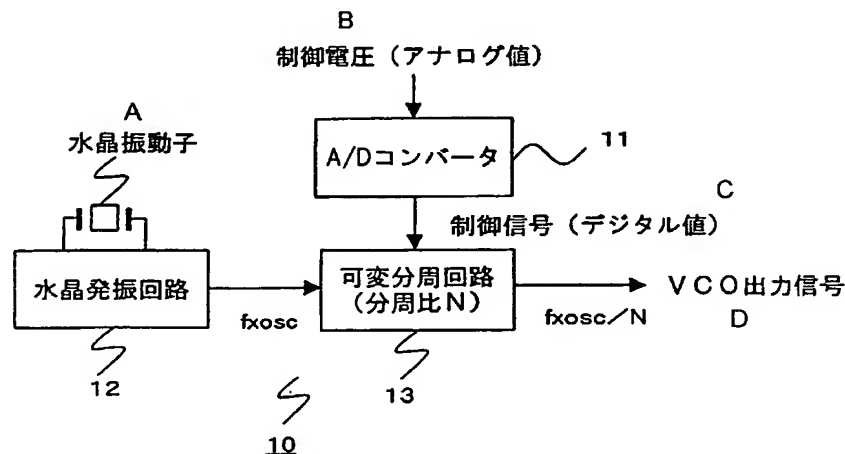 B
制御電圧（アナログ値）
A
水晶振動子
A/Dコンバータ
11
C
制御信号（デジタル値）
水晶発振回路
可変分周回路
（分周比N）
VCO出力信号
fxosc
fxosc／N
D
12
13
10